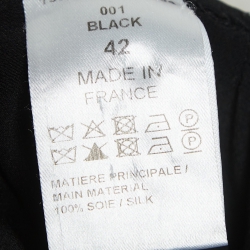 001
BLACK
42
MADE IN
FRANCE
P
P
MATIERE PRINCIPALE /
MAIN MATERIAL
100% SOIE / SILK